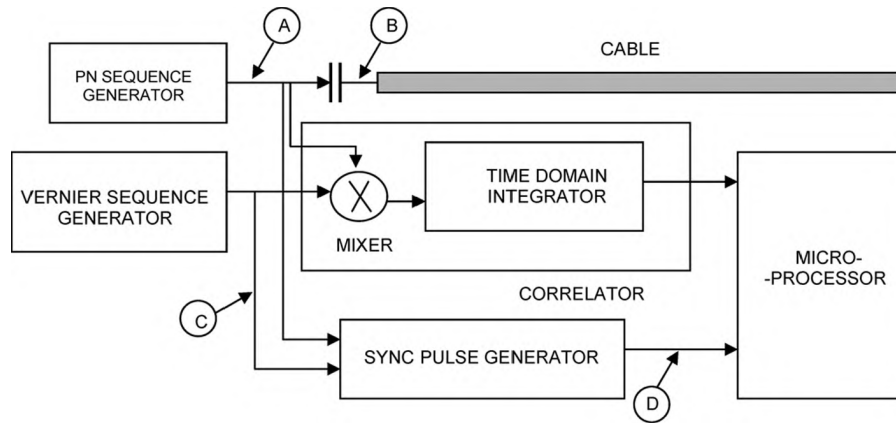 A
B
CABLE
PN SEQUENCE
GENERATOR
TIME DOMAIN
INTEGRATOR
VERNIER SEQUENCE
GENERATOR
X
MIXER
MICRO-
-PROCESSOR
CORRELATOR
C
SYNC PULSE GENERATOR
D